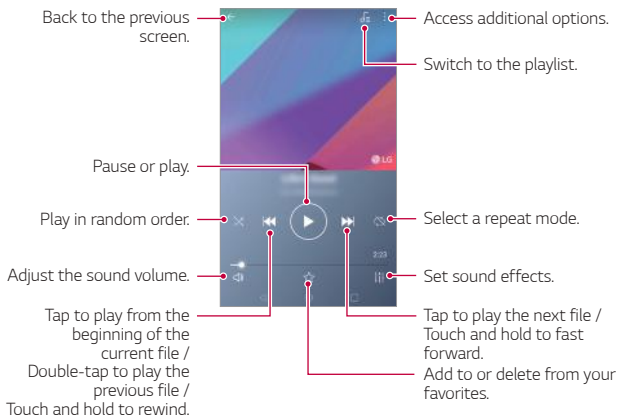 Back to the previous
screen.
Access additional options.
Switch to the playlist.
LG
Pause or play.
Play in random order.
Select a repeat mode.
2:23
Adjust the sound volume.
Set sound effects.
Tap to play from the
beginning of the
current file /
Double-tap to play the
previous file /
Touch and hold to rewind.
Tap to play the next file /
Touch and hold to fast
forward.
Add to or delete from your
favorites.